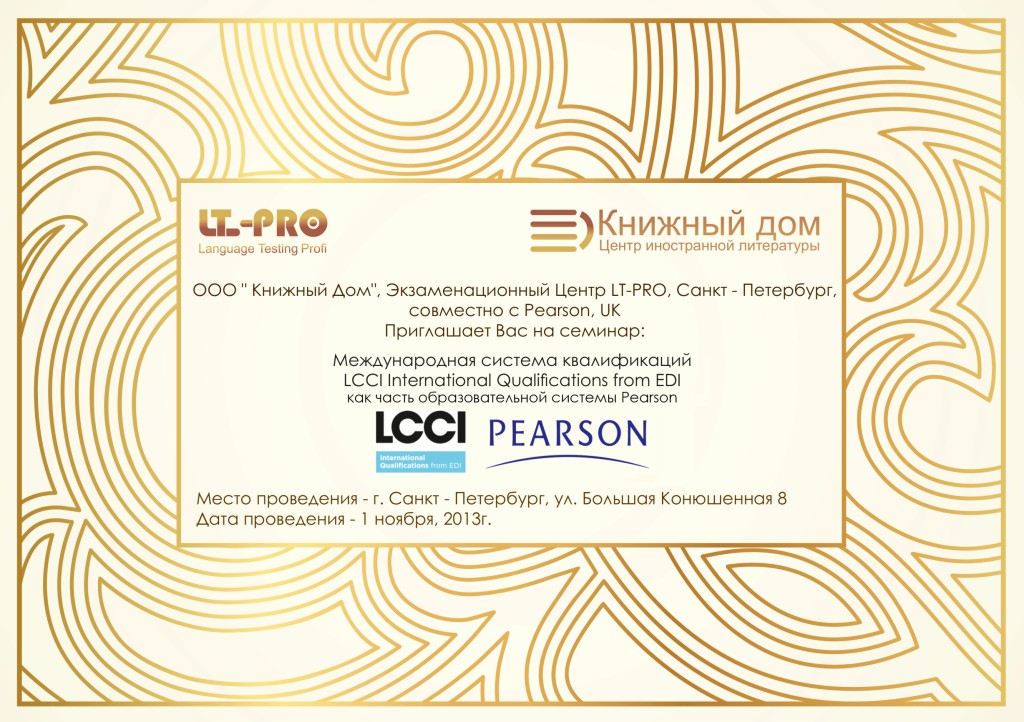 LT-PRO
Language Testing Profi
Книжный дом
Центр иностранной литературы
ООО " Книжный Дом", Экзаменационный Центр LT-PRO, Санкт - Петербург,
совместно с Pearson, UK
Приглашает Вас на семинар:
Международная система квалификаций
LCCI International Qualifications from EDI
как часть образовательной системы Pearson
LCCI
International
Qualifications from EDI
PEARSON
Место проведения - г. Санкт - Петербург, ул. Большая Конюшенная 8
Дата проведения - 1 ноября, 2013г.